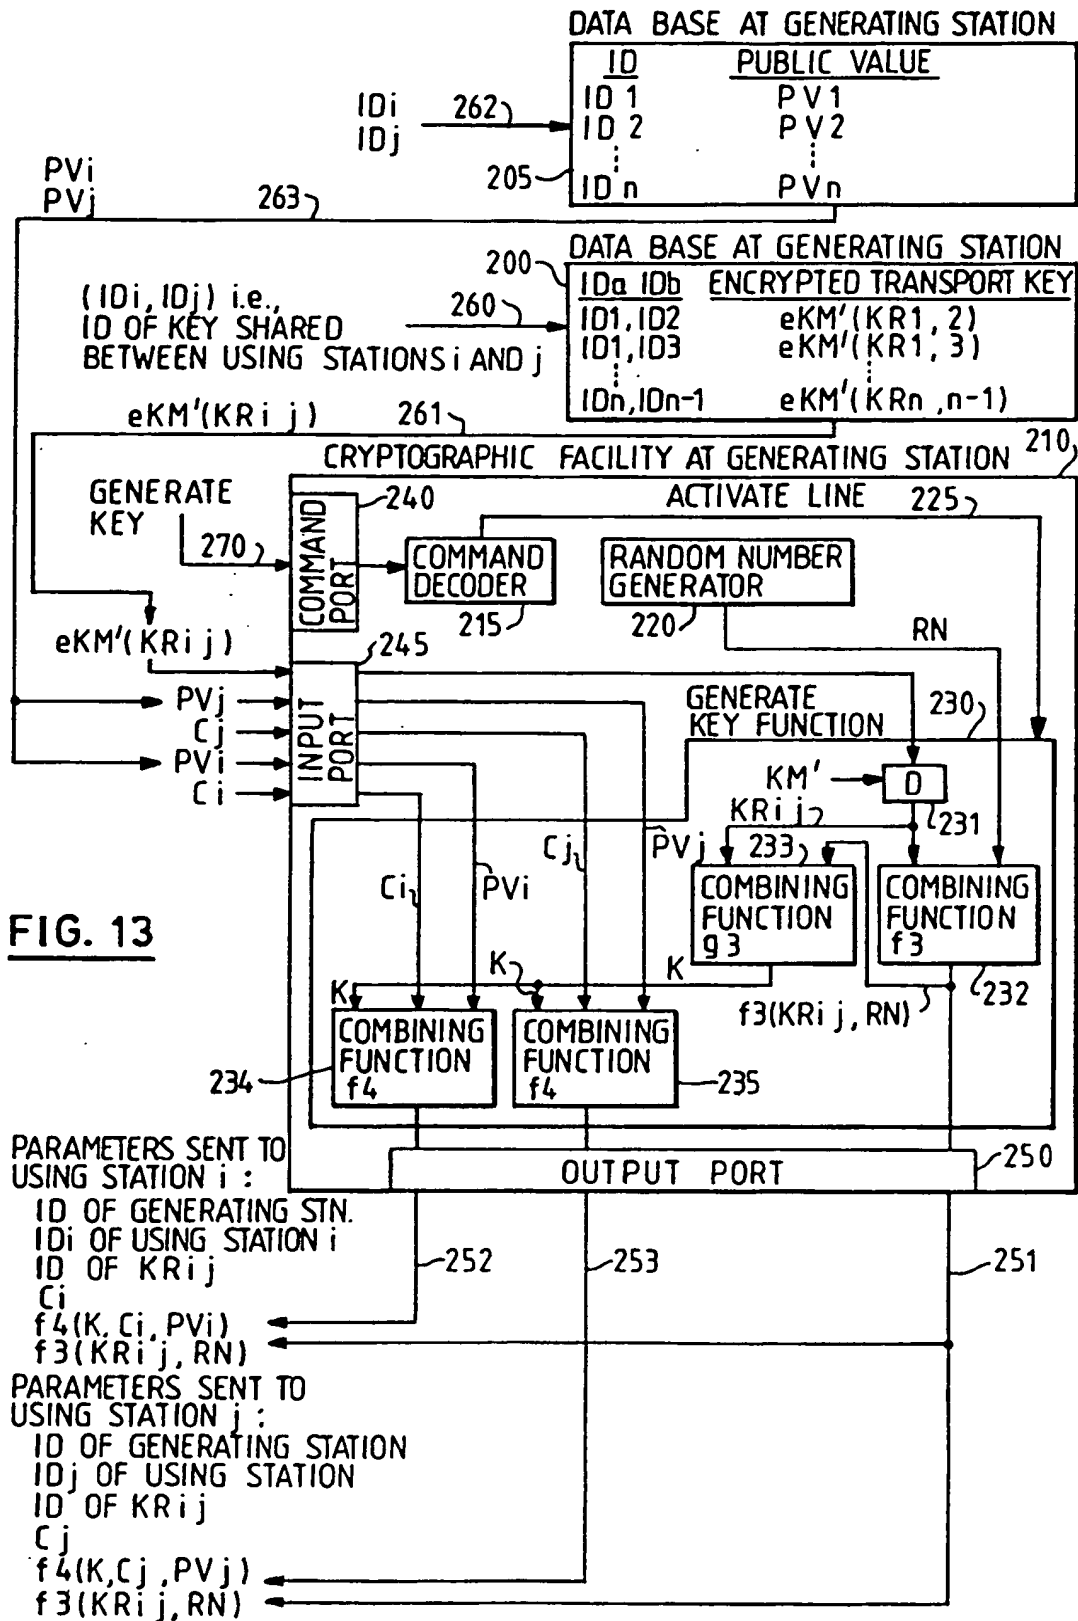 DATA BASE AT GENERATING STATION
ID PUBLIC VALUE
ID 1 PV1
ID 2 PV2
ID n PVn
205
IDi
IDj
262
PVi
PVj
263
DATA BASE AT GENERATING STATION
200
IDa IDb ENCRYPTED TRANSPORT KEY
ID1, ID2 eKM'(KR1, 2)
ID1, ID3 eKM'(KR1, 3)
IDn, IDn-1 eKM'(KRn, n-1)
(IDi, IDj) i.e.,
ID OF KEY SHARED
BETWEEN USING STATIONS i AND j
260
eKM'(KRij)
261
210
CRYPTOGRAPHIC FACILITY AT GENERATING STATION
GENERATE
KEY
270
COMMAND
PORT
240
ACTIVATE LINE
225
COMMAND
DECODER
215
RANDOM NUMBER
GENERATOR
220
RN
eKM'(KRij)
245
PVj
Cj
PVi
Ci
INPUT
PORT
GENERATE
KEY FUNCTION
230
KM'
D
231
KRij
Ci
PVi
Cj
PVj
233
COMBINING
FUNCTION
g3
COMBINING
FUNCTION
f3
232
FIG. 13
K
K
K
f3(KRij, RN)
COMBINING
FUNCTION
f4
234
COMBINING
FUNCTION
f4
235
OUTPUT PORT
250
252
253
251
PARAMETERS SENT TO
USING STATION i :
ID OF GENERATING STN.
IDi OF USING STATION i
ID OF KRij
Ci
f4(K, Ci, PVi)
f3(KRij, RN)
PARAMETERS SENT TO
USING STATION j :
ID OF GENERATING STATION
IDj OF USING STATION
ID OF KRij
Cj
f4(K, Cj, PVj)
f3(KRij, RN)